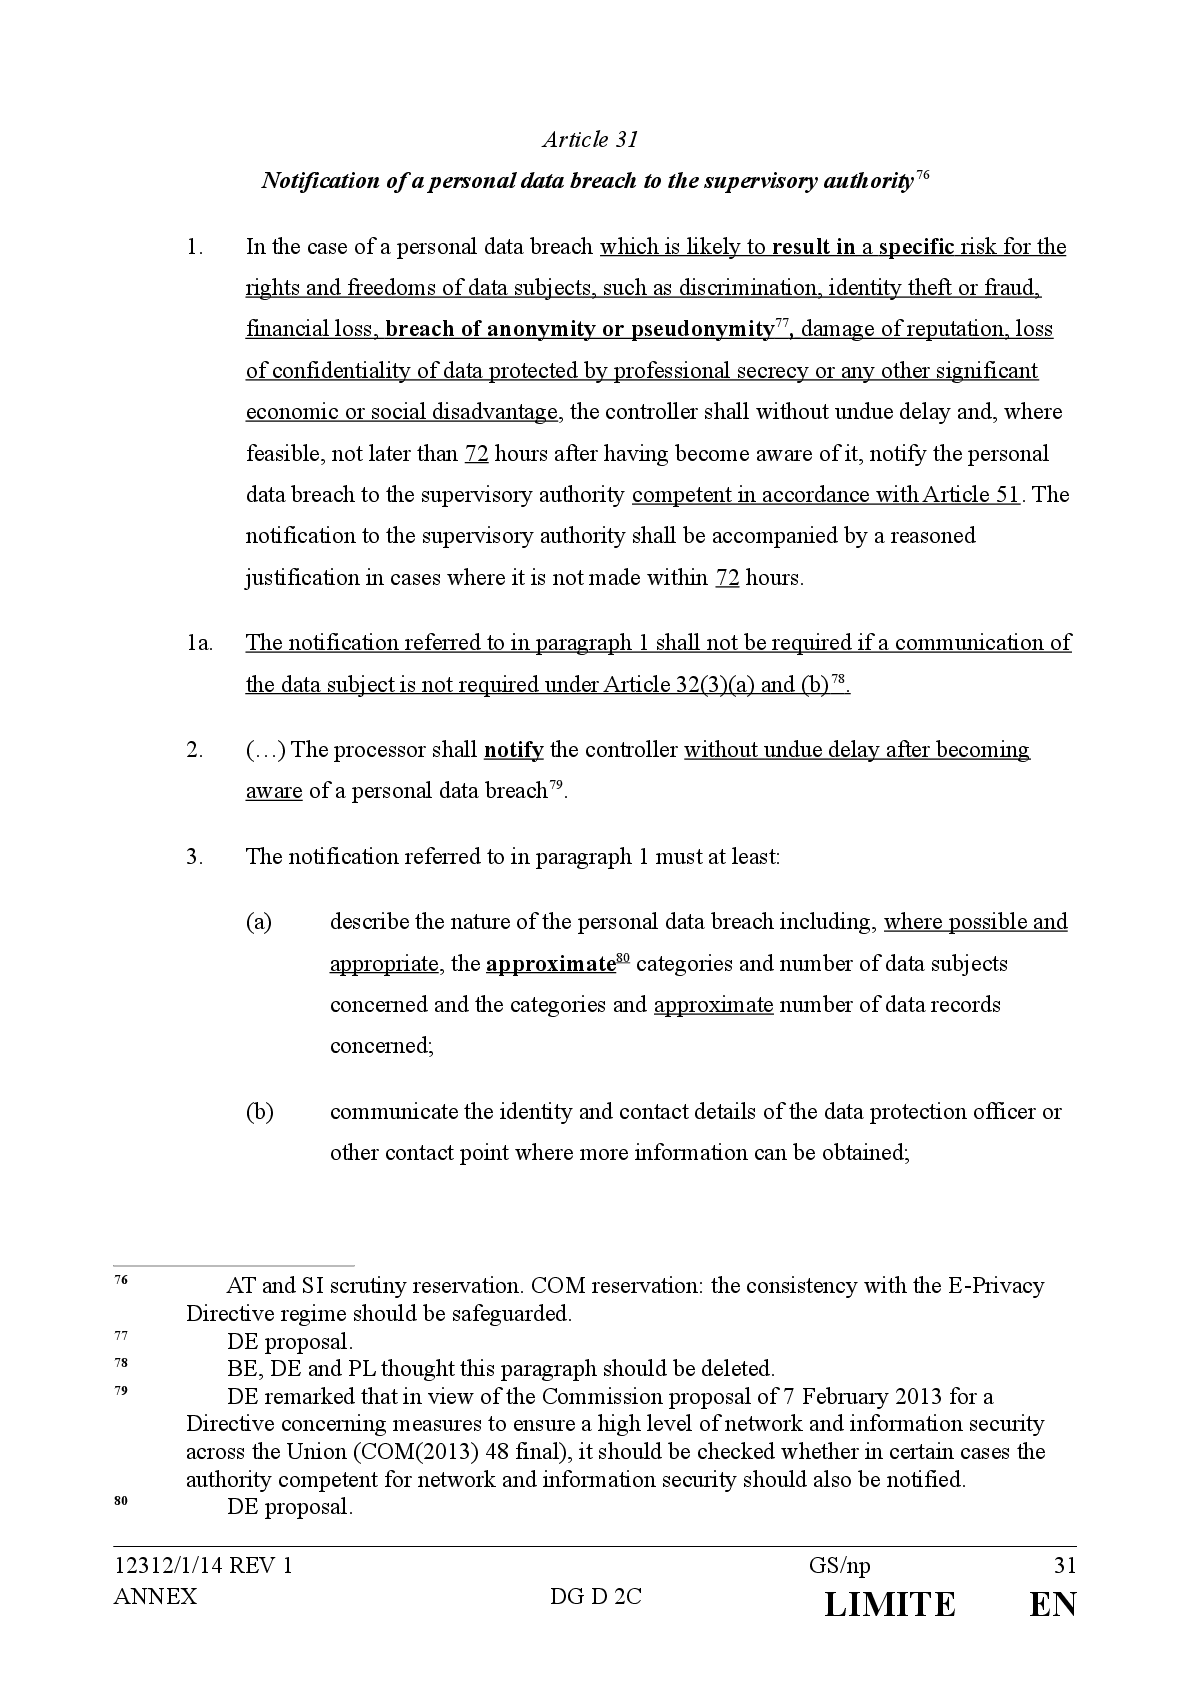 Article 31
Notification of a personal data breach to the supervisory authority76
1. In the case of a personal data breach which is likely to result in a specific risk for the
rights and freedoms of data subjects, such as discrimination, identity theft or fraud,
financial loss, breach of anonymity or pseudonymity77, damage of reputation, loss
of confidentiality of data protected by professional secrecy or any other significant
economic or social disadvantage, the controller shall without undue delay and, where
feasible, not later than 72 hours after having become aware of it, notify the personal
data breach to the supervisory authority competent in accordance with Article 51. The
notification to the supervisory authority shall be accompanied by a reasoned
justification in cases where it is not made within 72 hours.
1a. The notification referred to in paragraph 1 shall not be required if a communication of
the data subject is not required under Article 32(3)(a) and (b)78.
2. (…) The processor shall notify the controller without undue delay after becoming
aware of a personal data breach79.
3. The notification referred to in paragraph 1 must at least:
(a) describe the nature of the personal data breach including, where possible and
appropriate, the approximate80 categories and number of data subjects
concerned and the categories and approximate number of data records
concerned;
(b) communicate the identity and contact details of the data protection officer or
other contact point where more information can be obtained;
76 AT and SI scrutiny reservation. COM reservation: the consistency with the E-Privacy
Directive regime should be safeguarded.
77 DE proposal.
78 BE, DE and PL thought this paragraph should be deleted.
79 DE remarked that in view of the Commission proposal of 7 February 2013 for a
Directive concerning measures to ensure a high level of network and information security
across the Union (COM(2013) 48 final), it should be checked whether in certain cases the
authority competent for network and information security should also be notified.
80 DE proposal.
12312/1/14 REV 1 GS/np 31
ANNEX DG D 2C LIMITE EN